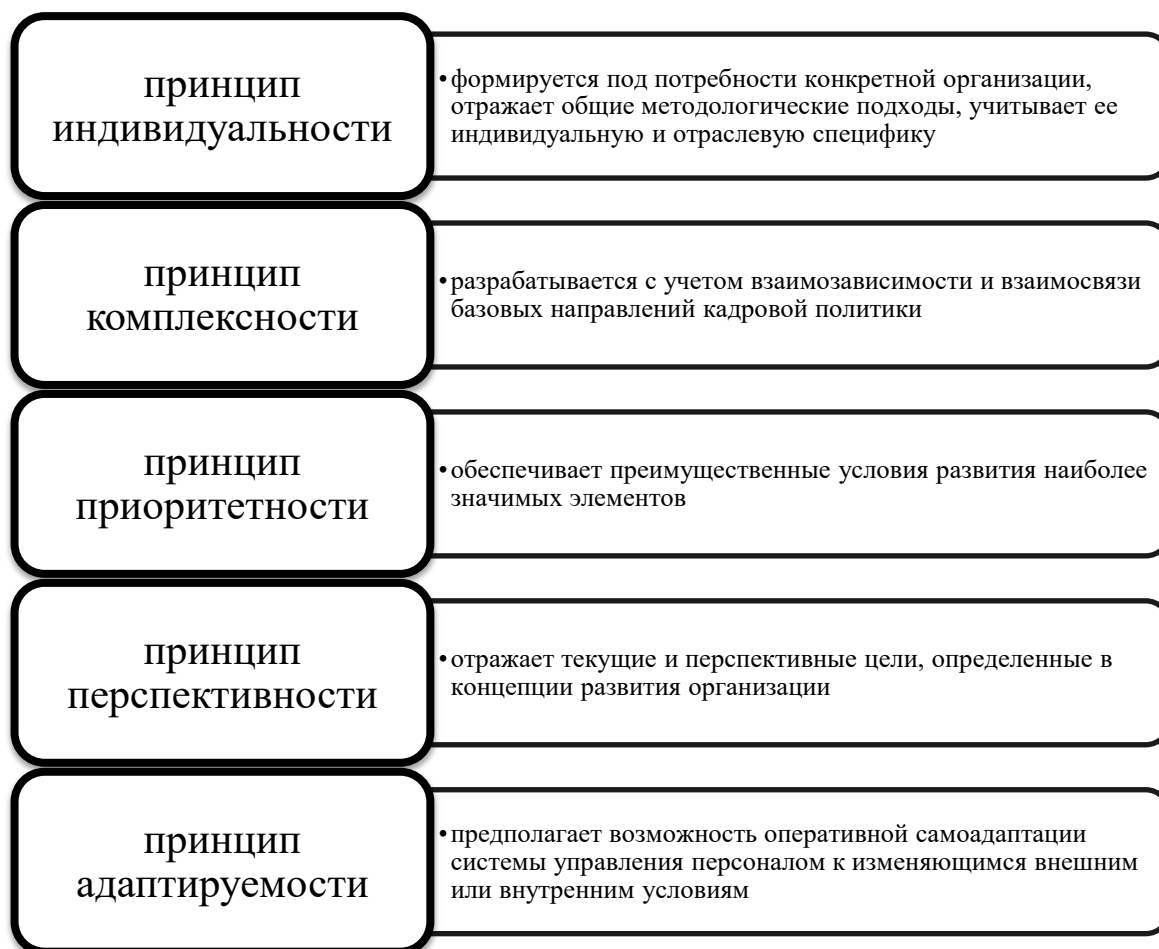 принцип
индивидуальности
• формируется под потребности конкретной организации,
отражает общие методологические подходы, учитывает ее
индивидуальную и отраслевую специфику
принцип
комплексности
• разрабатывается с учетом взаимозависимости и взаимосвязи
базовых направлений кадровой политики
принцип
приоритетности
• обеспечивает преимущественные условия развития наиболее
значимых элементов
принцип
перспективности
• отражает текущие и перспективные цели, определенные в
концепции развития организации
принцип
адаптируемости
• предполагает возможность оперативной самоадаптации
системы управления персоналом к изменяющимся внешним
или внутренним условиям